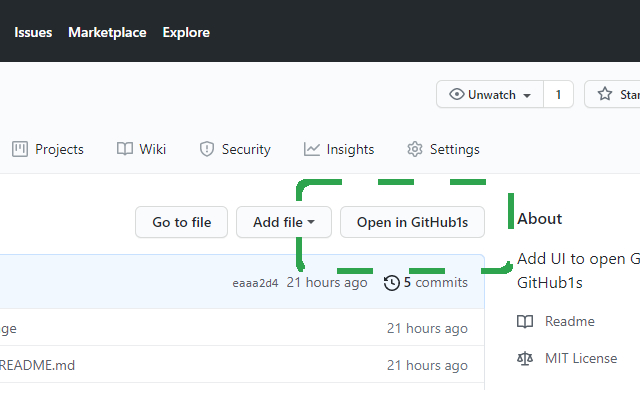 Issues Marketplace Explore
Unwatch 1 Star
Projects Wiki Security Insights Settings
Go to file Add file Open in GitHub1s
About
Add UI to open G
GitHub1s
eaaa2d4 21 hours ago 5 commits
Readme
ge 21 hours ago
MIT License
README.md 21 hours ago